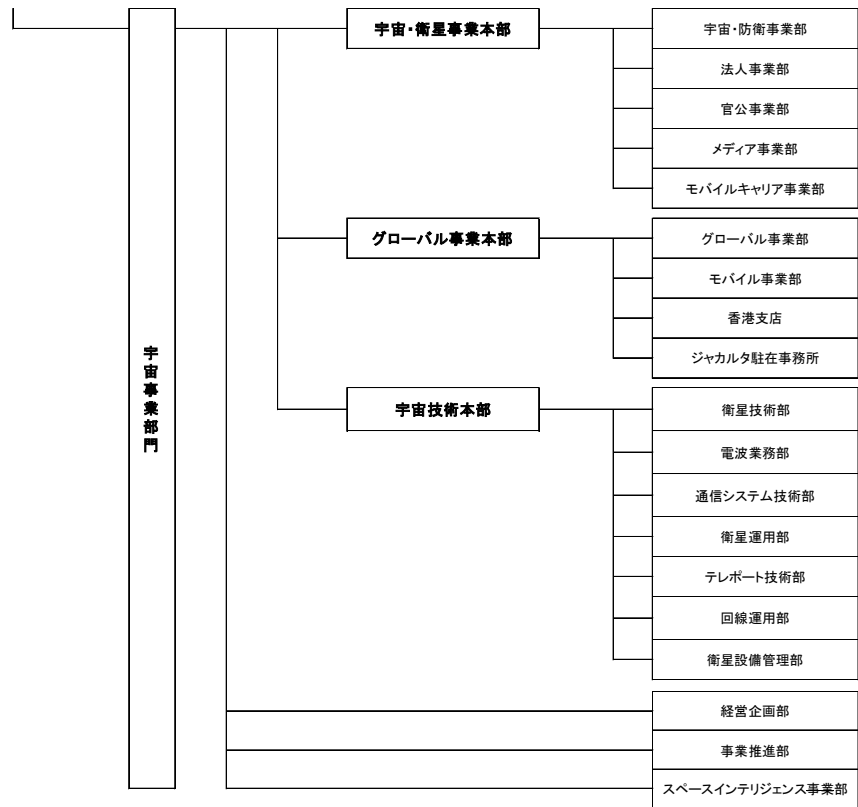 宇宙事業部門
宇宙・衛星事業本部
宇宙・防衛事業部
法人事業部
官公事業部
メディア事業部
モバイルキャリア事業部
グローバル事業本部
グローバル事業部
モバイル事業部
香港支店
ジャカルタ駐在事務所
宇宙技術本部
衛星技術部
電波業務部
通信システム技術部
衛星運用部
テレポート技術部
回線運用部
衛星設備管理部
経営企画部
事業推進部
スペースインテリジェンス事業部